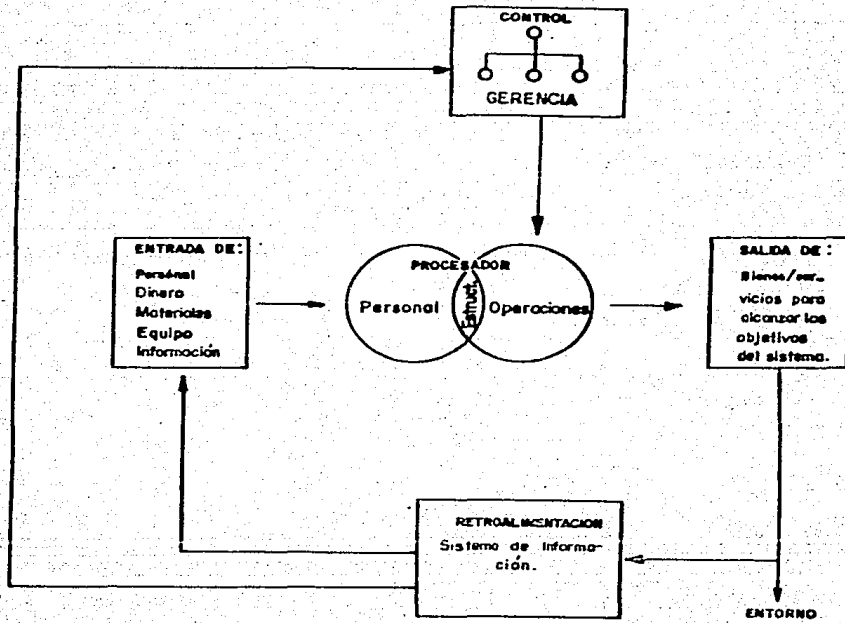 CONTROL
GERENCIA
ENTRADA DE:
Personal
Dinero
Materiales
Equipo
Información
PROCESADOR
Personal
Estruct.
Operaciones
SALIDA DE:
Bienes/ser-
vicios para
alcanzar los
objetivos
del sistema.
RETROALIMENTACION
Sistema de Informa-
ción.
ENTORNO